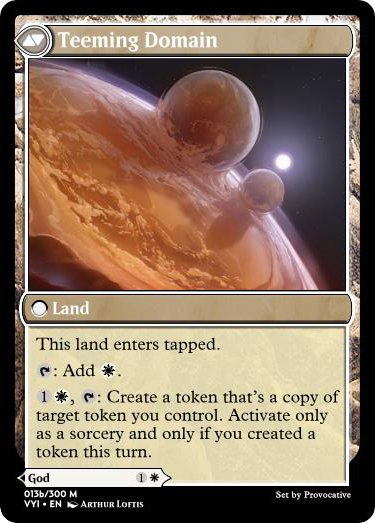 Teeming Domain
Land
This land enters tapped.
: Add .
1 , : Create a token that's a copy of
target token you control. Activate only
as a sorcery and only if you created a
token this turn.
God 1
013b/300 M
VYI • EN Arthur Loftis
Set by Provocative